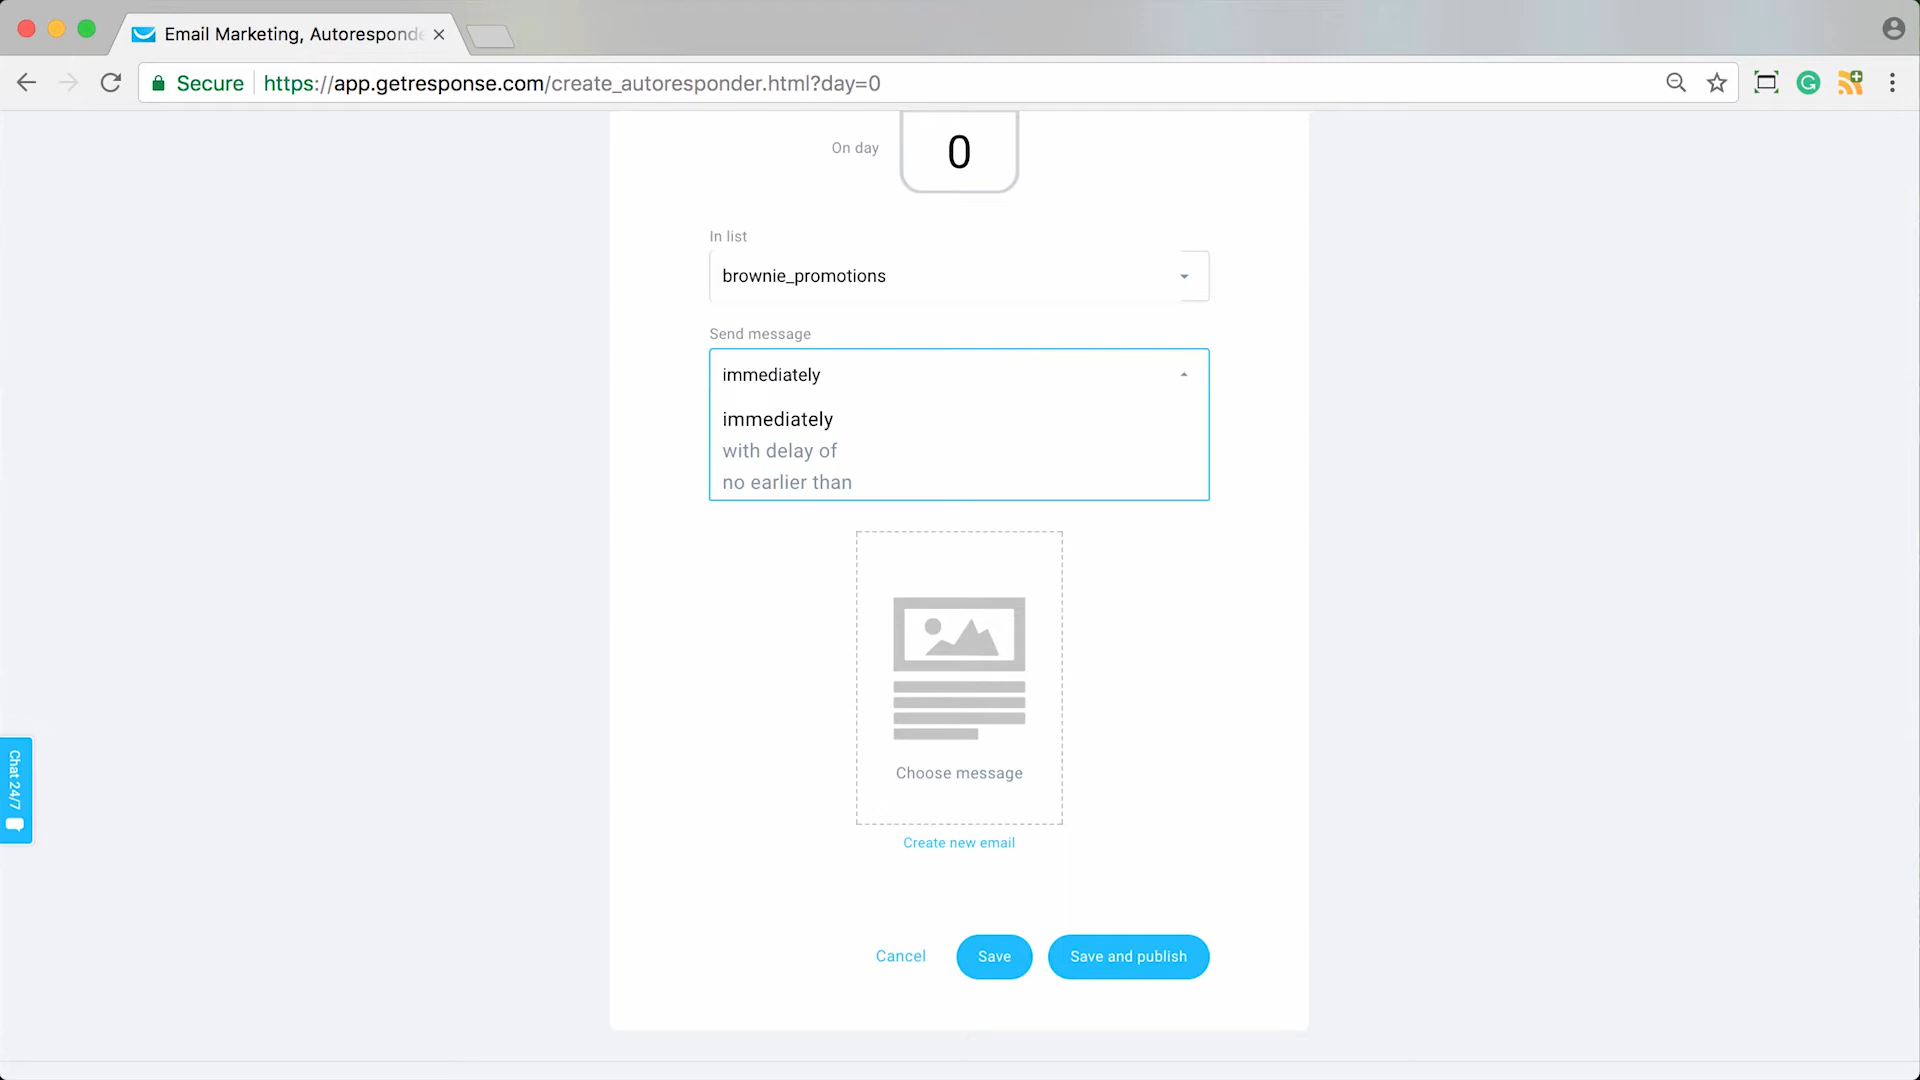 Email Marketing, Autoresponde
Secure
https://app.getresponse.com/create_autoresponder.html?day=0
On day
0
In list
brownie_promotions
Send message
immediately
immediately
with delay of
no earlier than
Choose message
Create new email
Chat 24/7
Cancel
Save
Save and publish